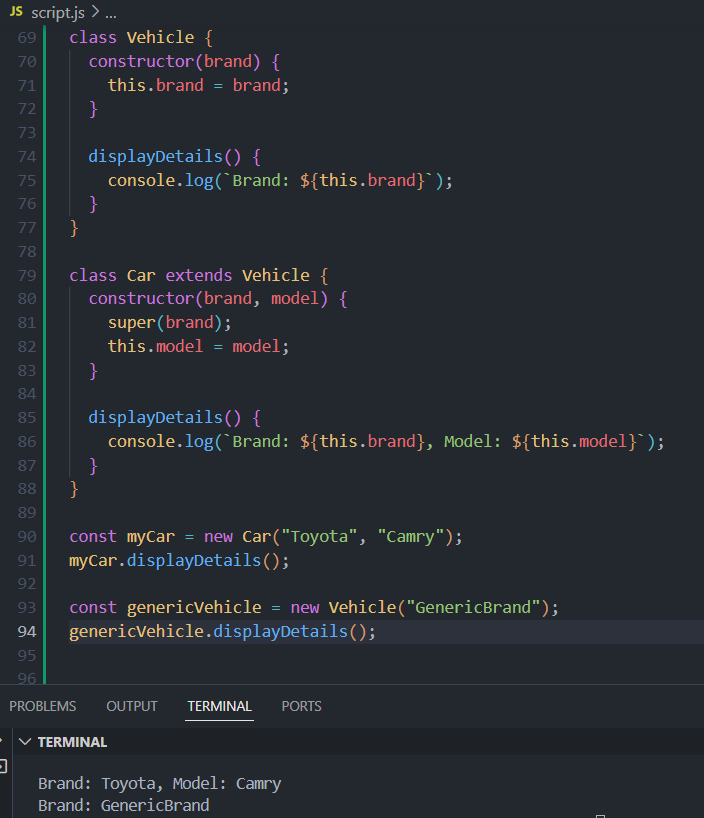 JS script.js > ...
69 class Vehicle {
70 constructor(brand) {
71 this.brand = brand;
72 }
73
74 displayDetails() {
75 console.log(`Brand: ${this.brand}`);
76 }
77 }
78
79 class Car extends Vehicle {
80 constructor(brand, model) {
81 super(brand);
82 this.model = model;
83 }
84
85 displayDetails() {
86 console.log(`Brand: ${this.brand}, Model: ${this.model}`);
87 }
88 }
89
90 const myCar = new Car("Toyota", "Camry");
91 myCar.displayDetails();
92
93 const genericVehicle = new Vehicle("GenericBrand");
94 genericVehicle.displayDetails();
95
96
PROBLEMS OUTPUT TERMINAL PORTS
TERMINAL
Brand: Toyota, Model: Camry
Brand: GenericBrand